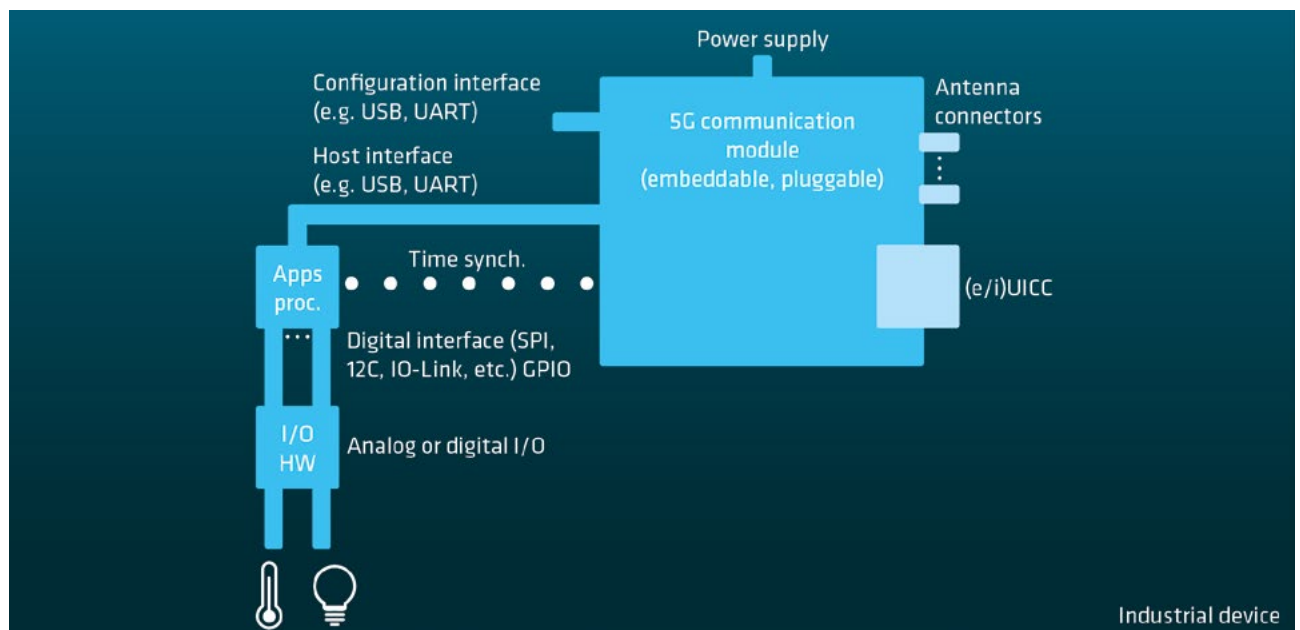 Power supply
Configuration interface
(e.g. USB, UART)
Antenna
connectors
5G communication
module
(embeddable, pluggable)
Host interface
(e.g. USB, UART)
Apps
proc.
Time synch.
(e/i)UICC
Digital interface (SPI,
12C, IO-Link, etc.) GPIO
I/O
HW
Analog or digital I/O
Industrial device